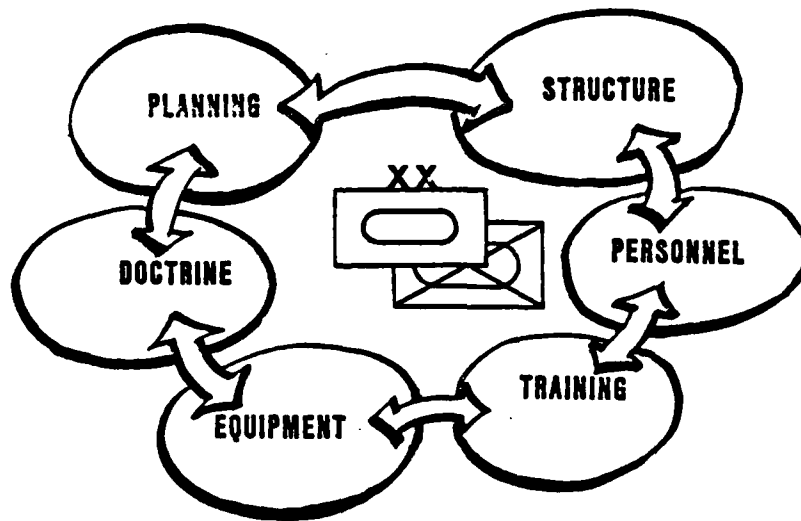 PLANNING
STRUCTURE
XX
DOCTRINE
PERSONNEL
EQUIPMENT
TRAINING